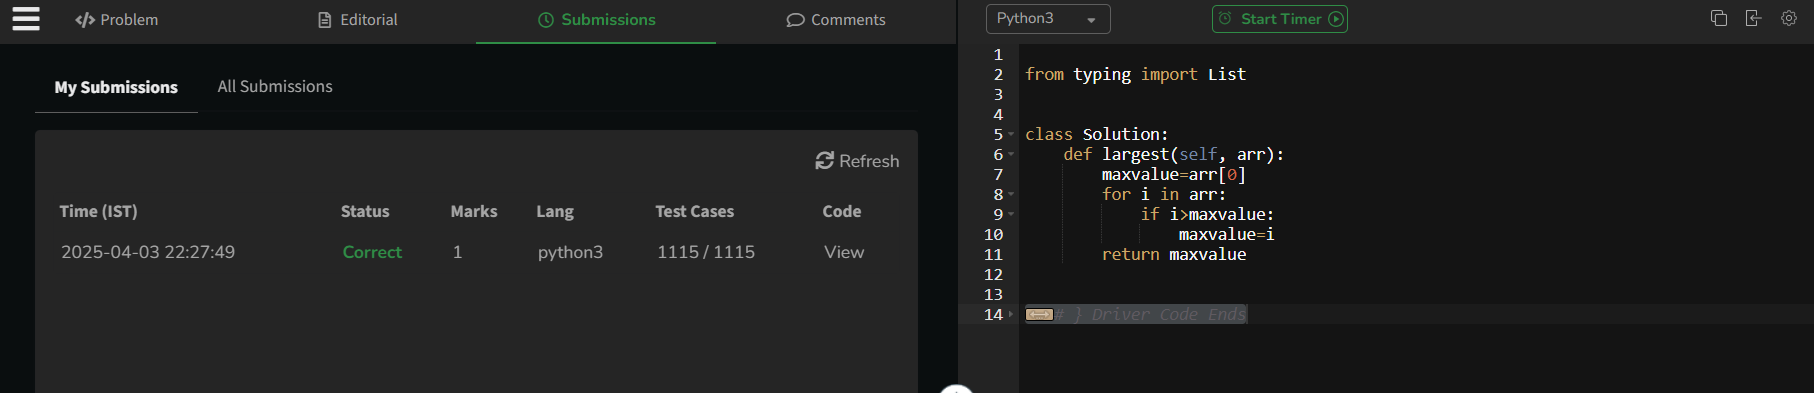 </> Problem
Editorial
Submissions
Comments
Python3
Start Timer
My Submissions
All Submissions
Refresh
Time (IST) Status Marks Lang Test Cases Code
2025-04-03 22:27:49 Correct 1 python3 1115 / 1115 View
1
2 from typing import List
3
4
5 class Solution:
6     def largest(self, arr):
7         maxvalue=arr[0]
8         for i in arr:
9             if i>maxvalue:
10                 maxvalue=i
11         return maxvalue
12
13
14 # } Driver Code Ends